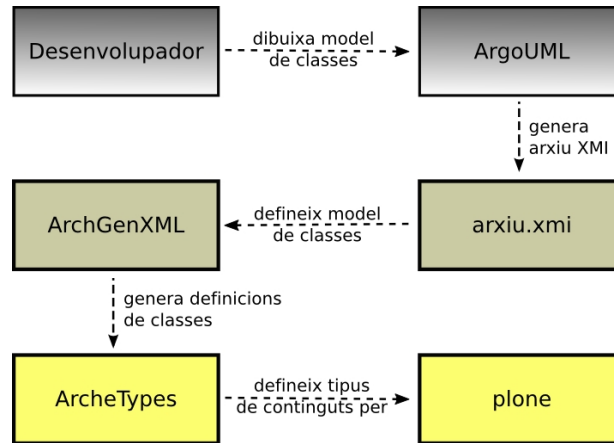 Desenvolupador
dibuixa model
de classes
ArgoUML
genera
arxiu XMI
ArchGenXML
defineix model
de classes
arxiu.xmi
genera definicions
de classes
ArcheTypes
defineix tipus
de continguts per
plone